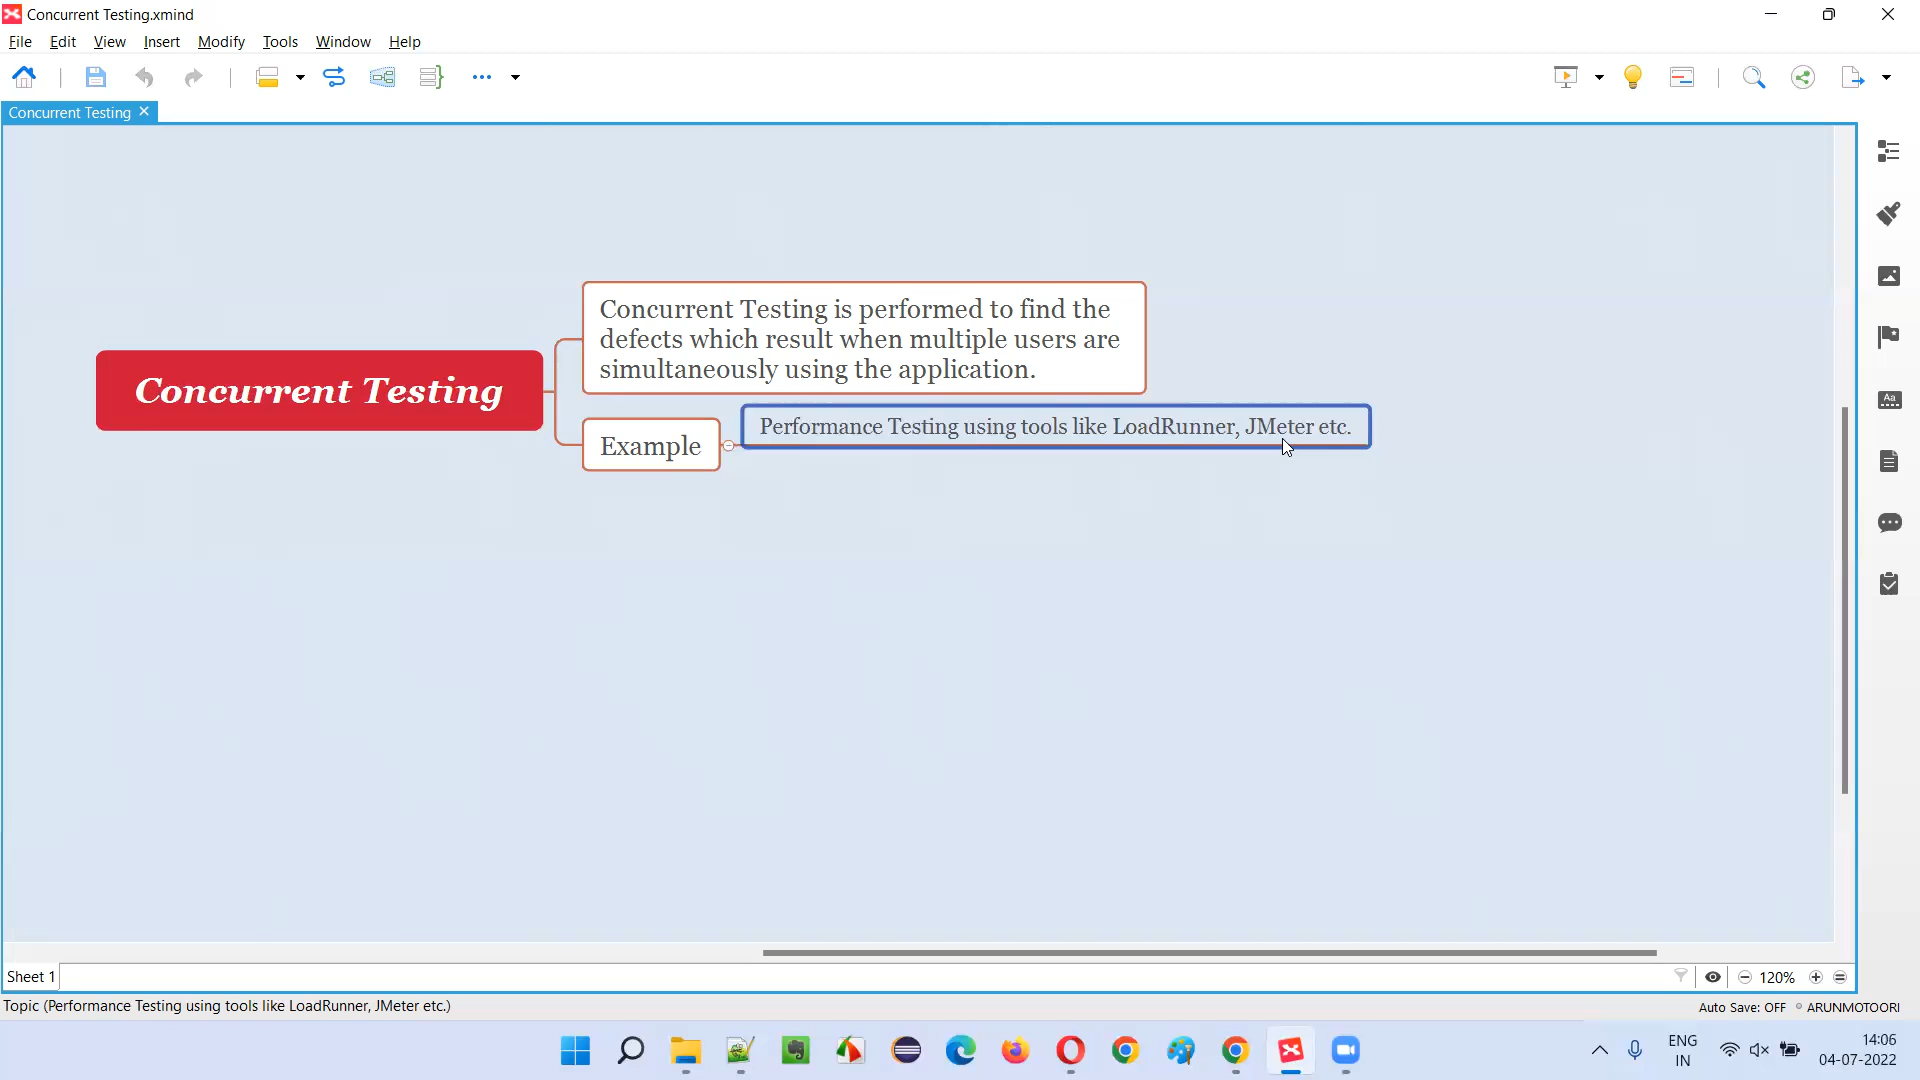 Concurrent Testing.xmind
File Edit View Insert Modify Tools Window Help
Concurrent Testing
Concurrent Testing is performed to find the
defects which result when multiple users are
simultaneously using the application.
Concurrent Testing
Performance Testing using tools like LoadRunner, JMeter etc.
Example
Aa
Sheet 1
120%
Topic (Performance Testing using tools like LoadRunner, JMeter etc.)
Auto Save: OFF
ARUNMOTOORI
ENG
IN
14:06
04-07-2022